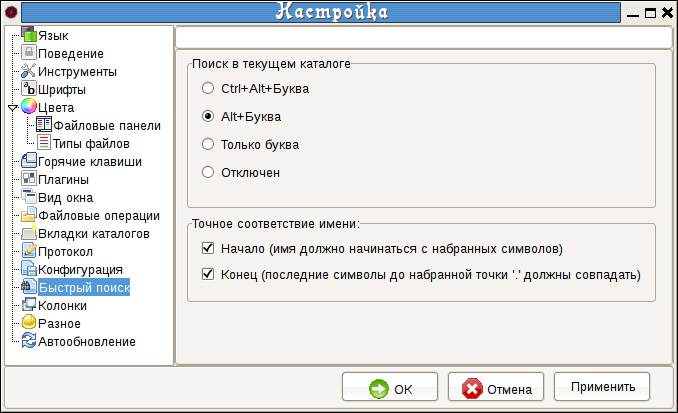 Настройка
Язык
Поведение
Инструменты
Шрифты
Цвета
Файловые панели
Типы файлов
Горячие клавиши
Плагины
Вид окна
Файловые операции
Вкладки каталогов
Протокол
Конфигурация
Быстрый поиск
Колонки
Разное
Автообновление
Поиск в текущем каталоге
Ctrl+Alt+Буква
Alt+Буква
Только буква
Отключен
Точное соответствие имени:
Начало (имя должно начинаться с набранных символов)
Конец (последние символы до набранной точки '.' должны совпадать)
ОК
Отмена
Применить